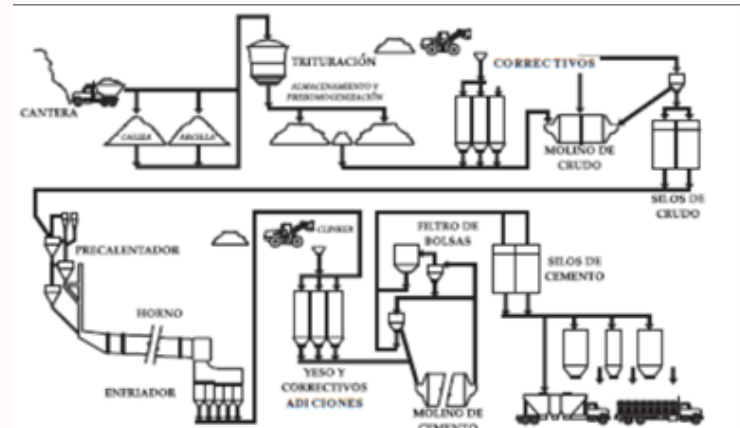 CANTERA
CALIZA
ARCILLA
TRITURACIÓN
ALMACENAMIENTO Y
PREHOMOGENIZACIÓN
CORRECTIVOS
MOLINO DE
CRUDO
SILOS DE
CRUDO
PRECALENTADOR
HORNO
ENFRIADOR
CLINKER
YESO Y
CORRECTIVOS
ADICIONES
FILTRO DE
BOLSAS
MOLINO DE
CEMENTO
SILOS DE
CEMENTO